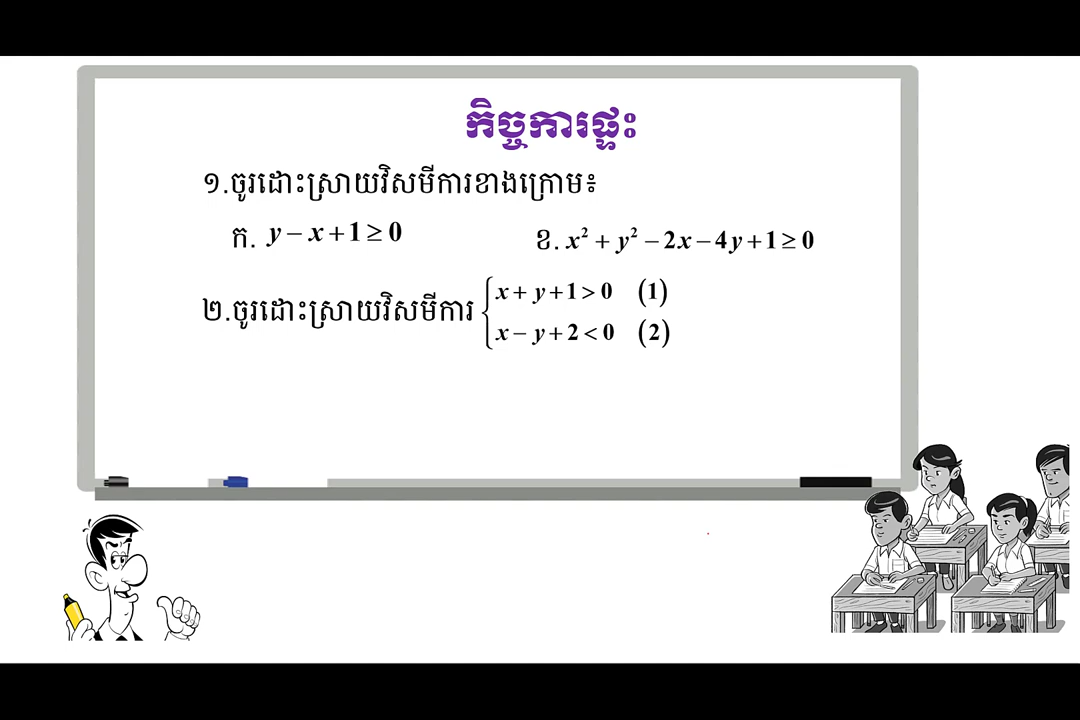 កិច្ចការផ្ទះ
១.ចូរដោះស្រាយវិសមីការខាងក្រោម៖
ក. y − x + 1 ≥ 0 ខ. x² + y² − 2x − 4y + 1 ≥ 0
២.ចូរដោះស្រាយវិសមីការ { x + y + 1 > 0 (1)
x − y + 2 < 0 (2)